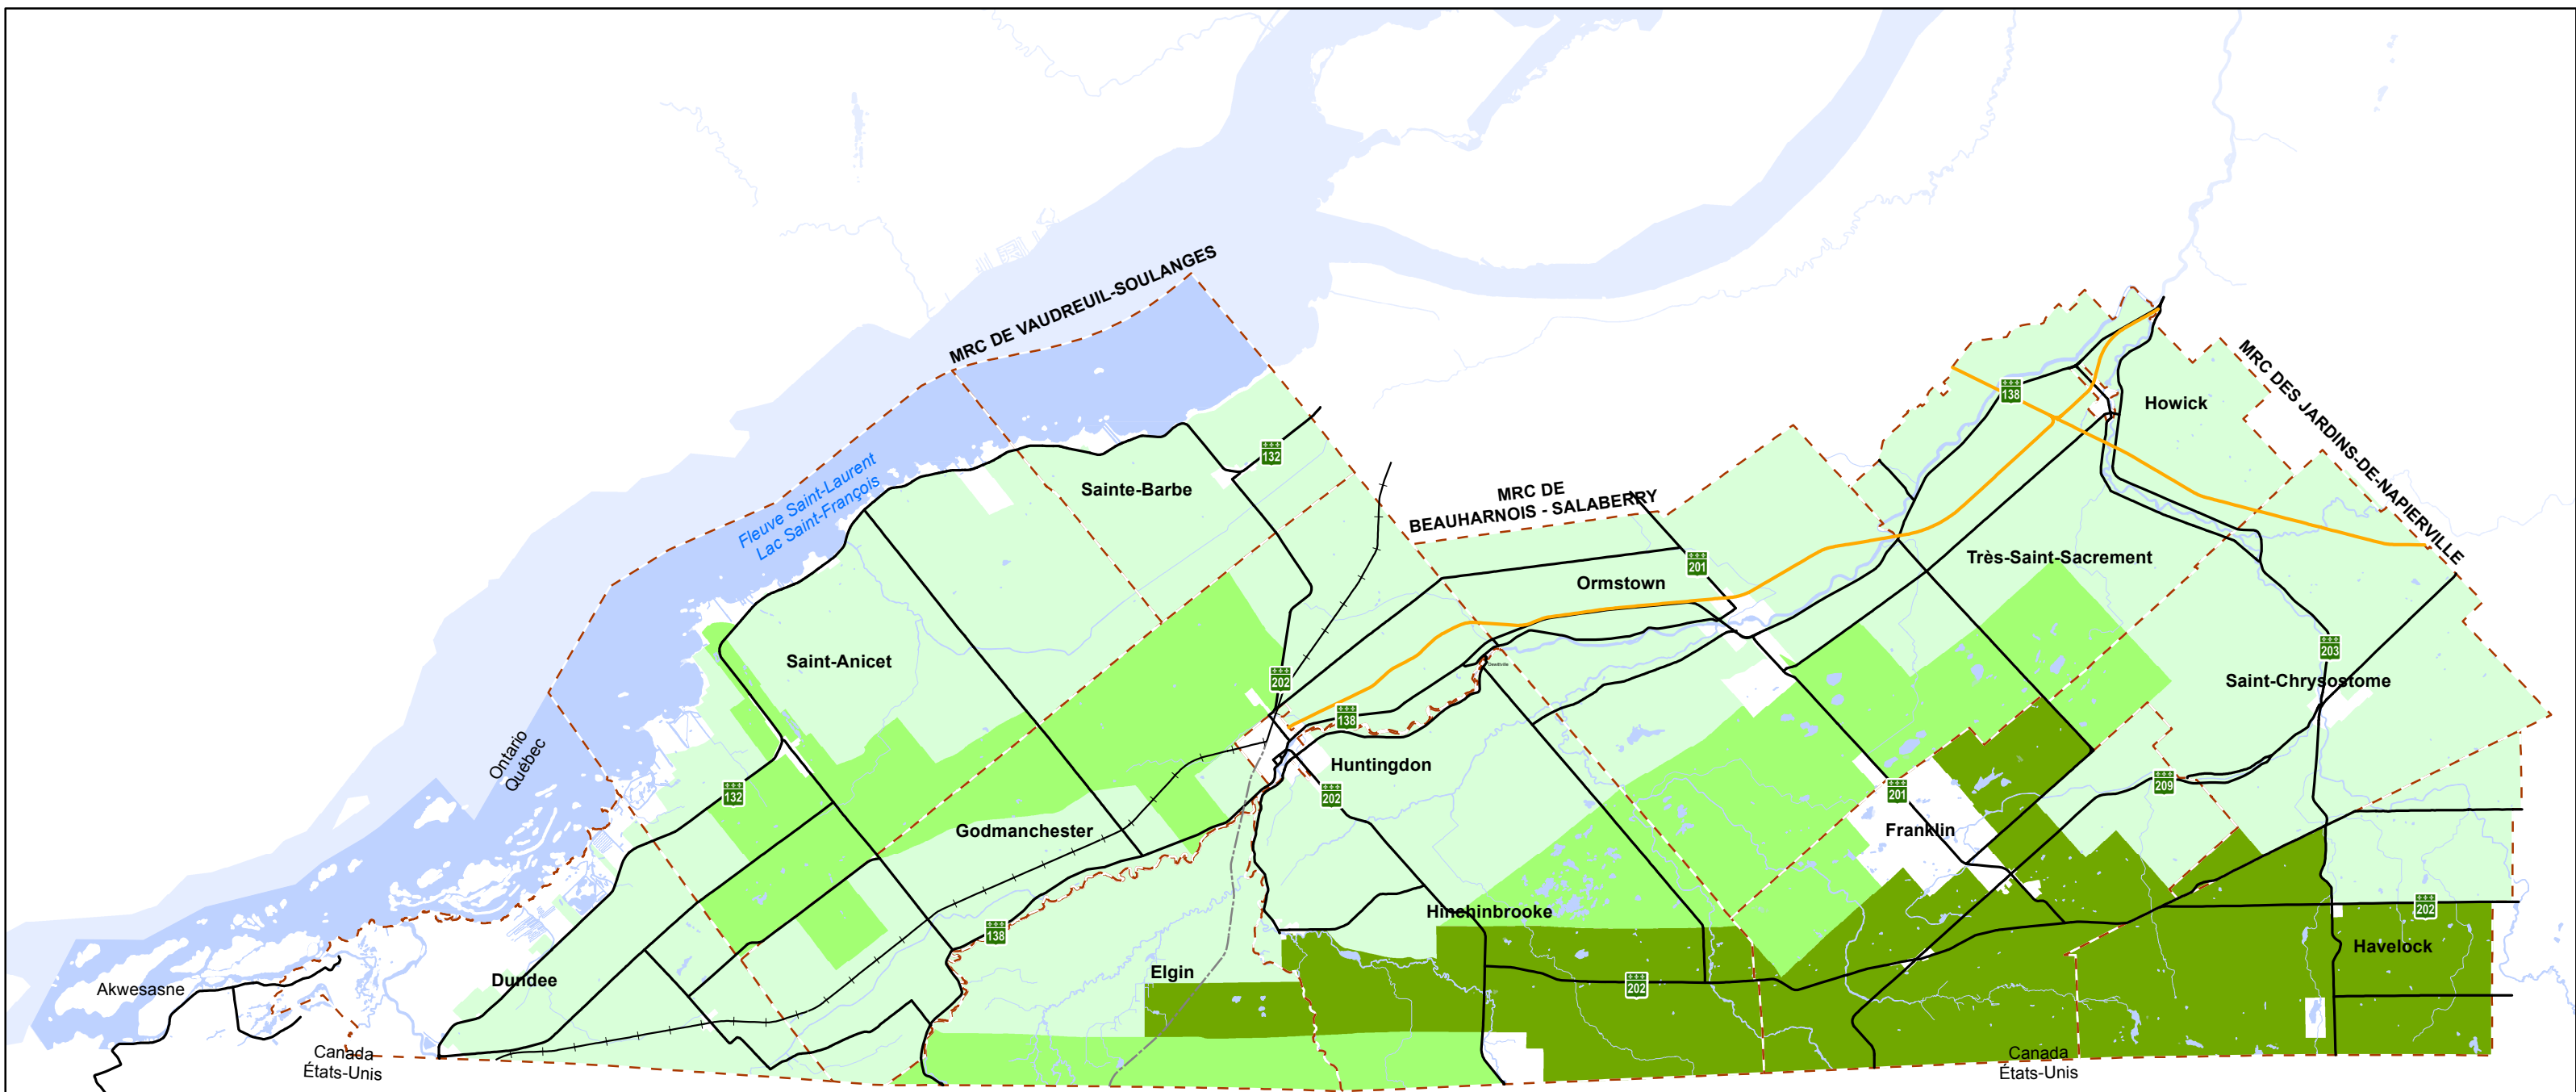 MRC DE VAUDREUIL-SOULANGES
MRC DES JARDINS-DE-NAPIERVILLE
138
Howick
132
Fleuve Saint-Laurent
Lac Saint-François
Sainte-Barbe
MRC DE
BEAUHARNOIS - SALABERRY
201
Ormstown
Très-Saint-Sacrement
203
Saint-Anicet
Dewittville
202
Saint-Chrysostome
138
Ontario
Québec
Huntingdon
132
202
201
209
Godmanchester
Franklin
138
Hinchinbrooke
202
Havelock
Elgin
Dundee
202
Akwesasne
Canada
États-Unis
Canada
États-Unis